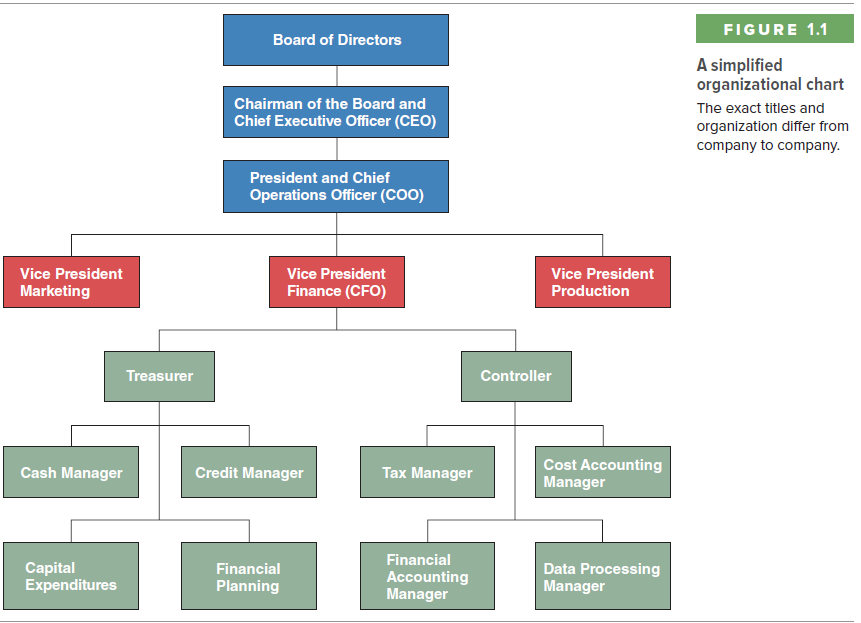 Board of Directors
FIGURE 1.1
A simplified
organizational chart
The exact titles and
organization differ from
company to company.
Chairman of the Board and
Chief Executive Officer (CEO)
President and Chief
Operations Officer (COO)
Vice President
Marketing
Vice President
Finance (CFO)
Vice President
Production
Treasurer
Controller
Cash Manager
Credit Manager
Tax Manager
Cost Accounting
Manager
Capital
Expenditures
Financial
Planning
Financial
Accounting
Manager
Data Processing
Manager